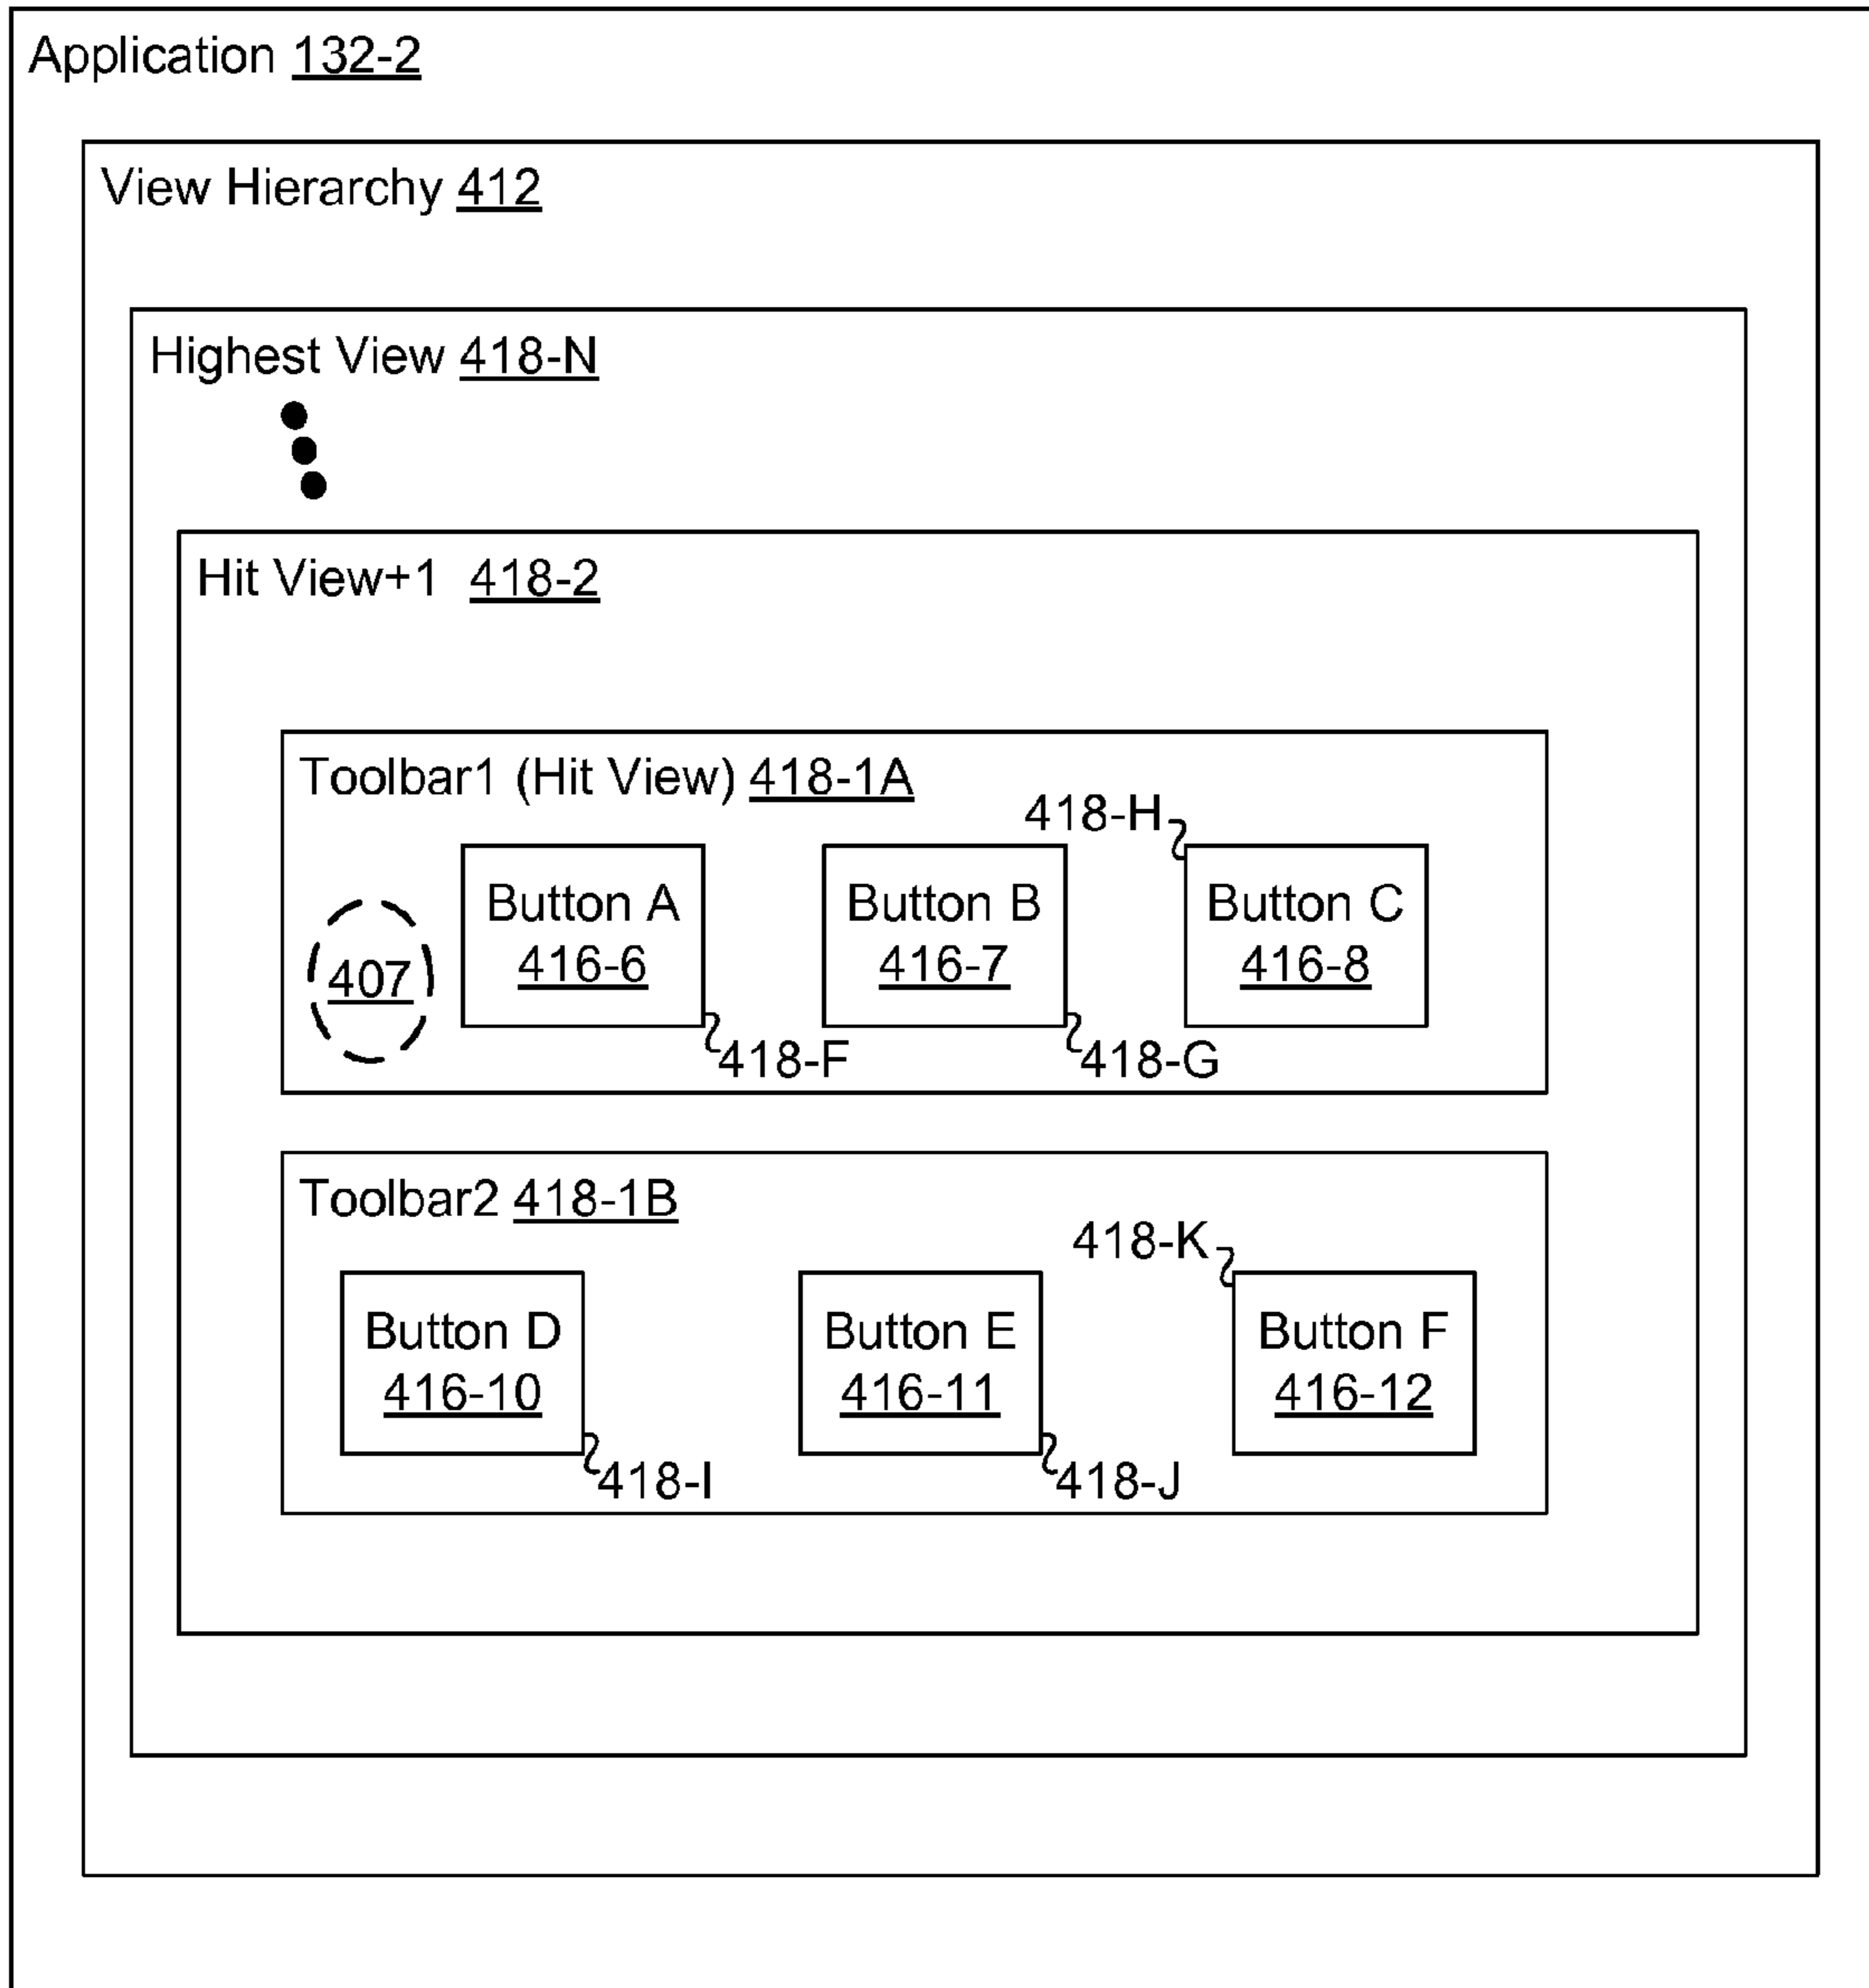 Application 132-2
View Hierarchy 412
Highest View 418-N
Hit View+1 418-2
Toolbar1 (Hit View) 418-1A
418-H
Button A
416-6
Button B
416-7
Button C
416-8
407
418-F
418-G
Toolbar2 418-1B
418-K
Button D
416-10
Button E
416-11
Button F
416-12
418-I
418-J